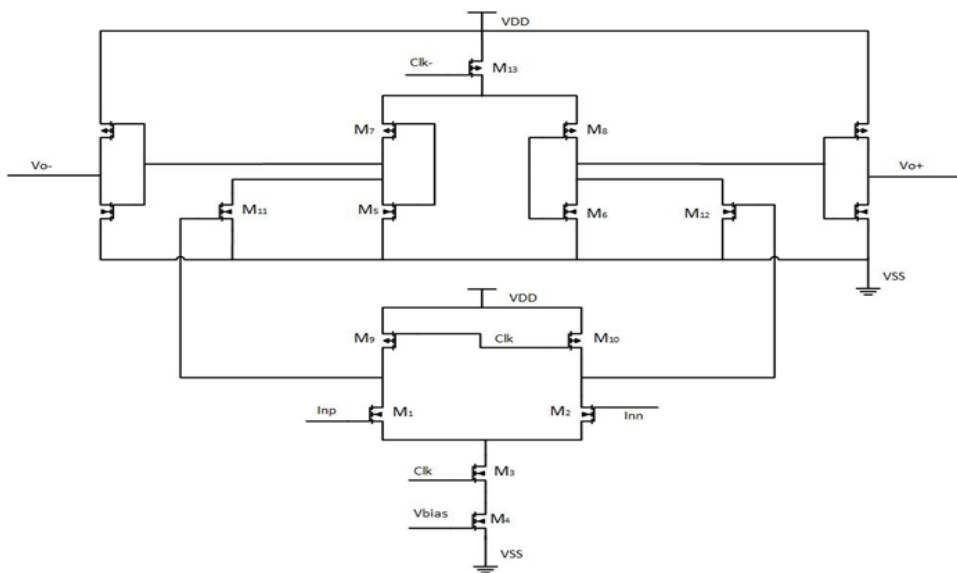 VDD
Clk-
M13
M7
M8
Vo-
Vo+
M11
M5
M6
M12
VSS
VDD
M9
Clk
M10
Inp
M1
M2
Inn
Clk
M3
Vbias
M4
VSS